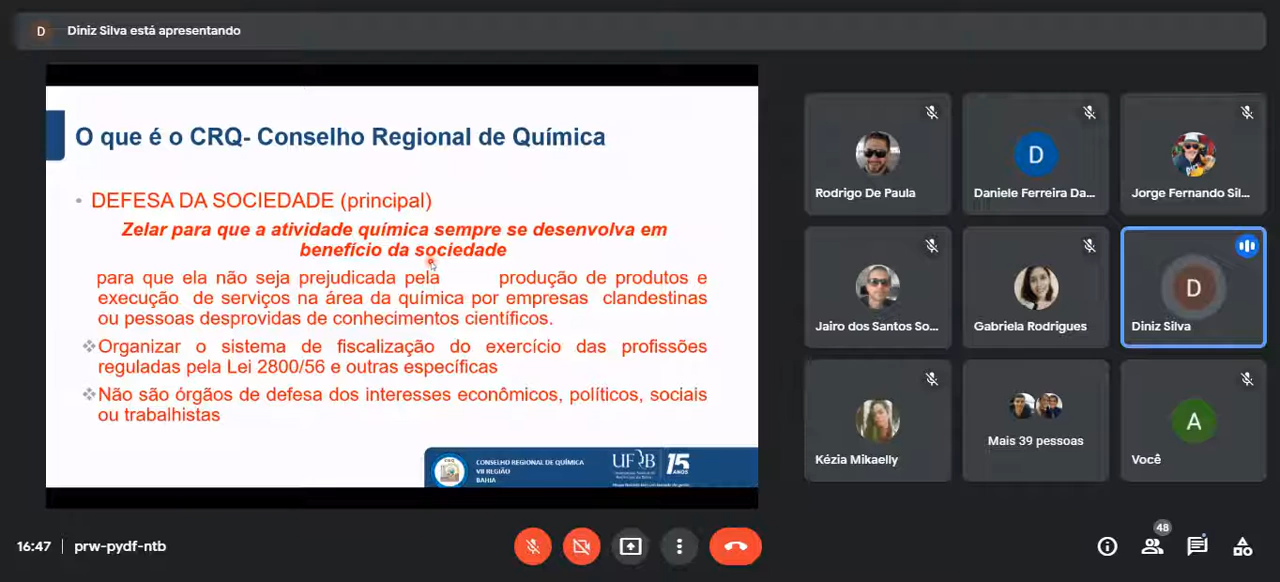 D
Diniz Silva está apresentando
O que é o CRQ- Conselho Regional de Química
• DEFESA DA SOCIEDADE (principal)
Zelar para que a atividade química sempre se desenvolva em
benefício da sociedade
para que ela não seja prejudicada pela produção de produtos e
execução de serviços na área da química por empresas clandestinas
ou pessoas desprovidas de conhecimentos científicos.
❖Organizar o sistema de fiscalização do exercício das profissões
reguladas pela Lei 2800/56 e outras específicas
❖Não são órgãos de defesa dos interesses econômicos, políticos, sociais
ou trabalhistas
CONSELHO REGIONAL DE QUÍMICA
VII REGIÃO
BAHIA
UFRB
15
ANOS
Rodrigo De Paula
D
Daniele Ferreira Da...
Jorge Fernando Sil...
Jairo dos Santos So...
Gabriela Rodrigues
D
Diniz Silva
Kézia Mikaelly
Mais 39 pessoas
A
Você
16:47
prw-pydf-ntb
48